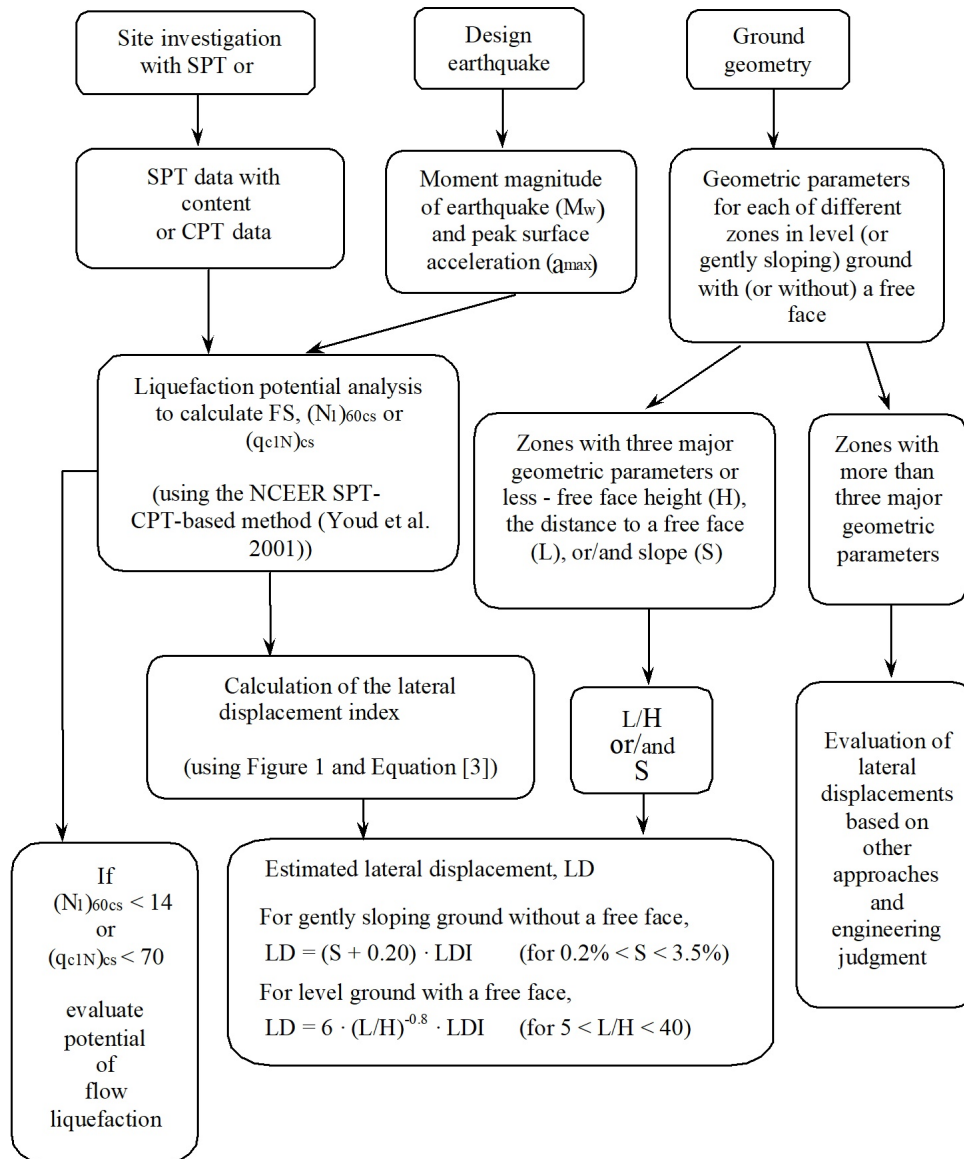 Site investigation
with SPT or
Design
earthquake
Ground
geometry
SPT data with
content
or CPT data
Moment magnitude
of earthquake (Mw)
and peak surface
acceleration (amax)
Geometric parameters
for each of different
zones in level (or
gently sloping) ground
with (or without) a free
face
Liquefaction potential analysis
to calculate FS, (N1)60cs or
(qc1N)cs
(using the NCEER SPT-
CPT-based method (Youd et al.
2001))
Zones with three major
geometric parameters or
less - free face height (H),
the distance to a free face
(L), or/and slope (S)
Zones with
more than
three major
geometric
parameters
Calculation of the lateral
displacement index
(using Figure 1 and Equation [3])
L/H
or/and
S
Evaluation of
lateral
displacements
based on
other
approaches
and
engineering
judgment
If
(N1)60cs < 14
or
(qc1N)cs < 70
evaluate
potential
of
flow
liquefaction
Estimated lateral displacement, LD
For gently sloping ground without a free face,
LD = (S + 0.20) · LDI (for 0.2% < S < 3.5%)
For level ground with a free face,
LD = 6 · (L/H)-0.8 · LDI (for 5 < L/H < 40)